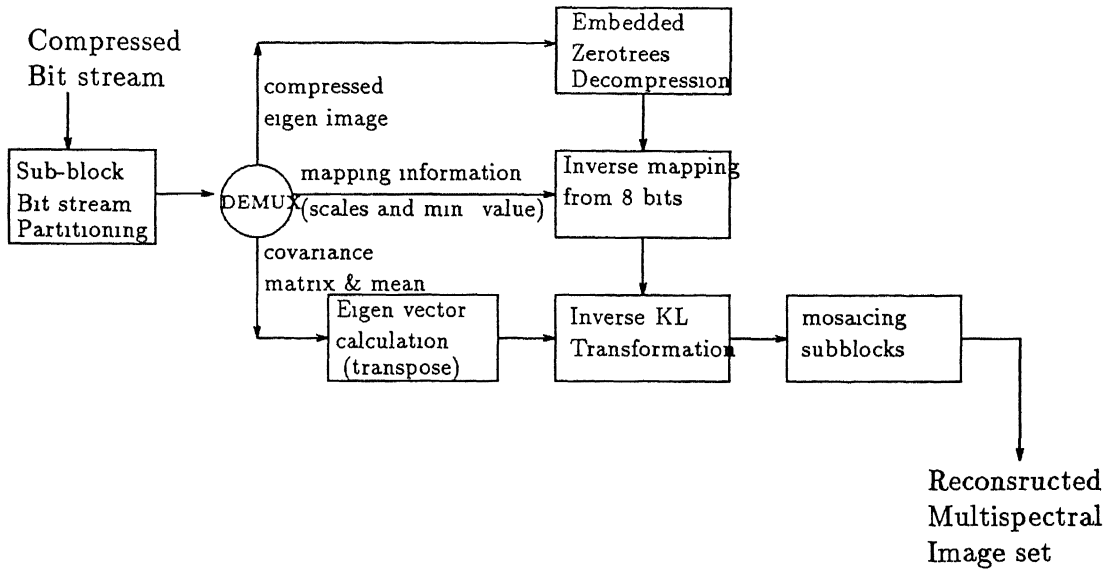 Compressed
Bit stream
Sub-block
Bit stream
Partitioning
DEMUX
compressed
eigen image
mapping information
(scales and min value)
covariance
matrix & mean
Embedded
Zerotrees
Decompression
Inverse mapping
from 8 bits
Eigen vector
calculation
(transpose)
Inverse KL
Transformation
mosaicing
subblocks
Reconsructed
Multispectral
Image set